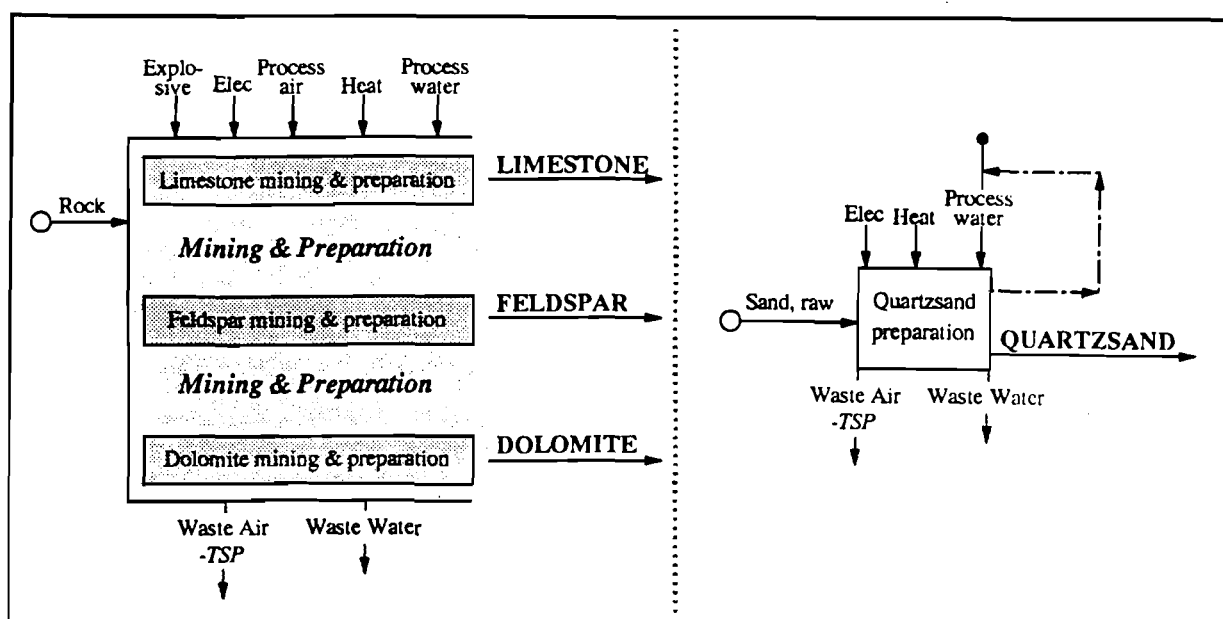 Explo-
sive
Elec
Process
air
Heat
Process
water
Rock
Limestone mining & preparation
LIMESTONE
Mining & Preparation
Feldspar mining & preparation
FELDSPAR
Mining & Preparation
Dolomite mining & preparation
DOLOMITE
Waste Air
-TSP
Waste Water
Elec
Heat
Process
water
Sand, raw
Quartzsand
preparation
QUARTZSAND
Waste Air
-TSP
Waste Water